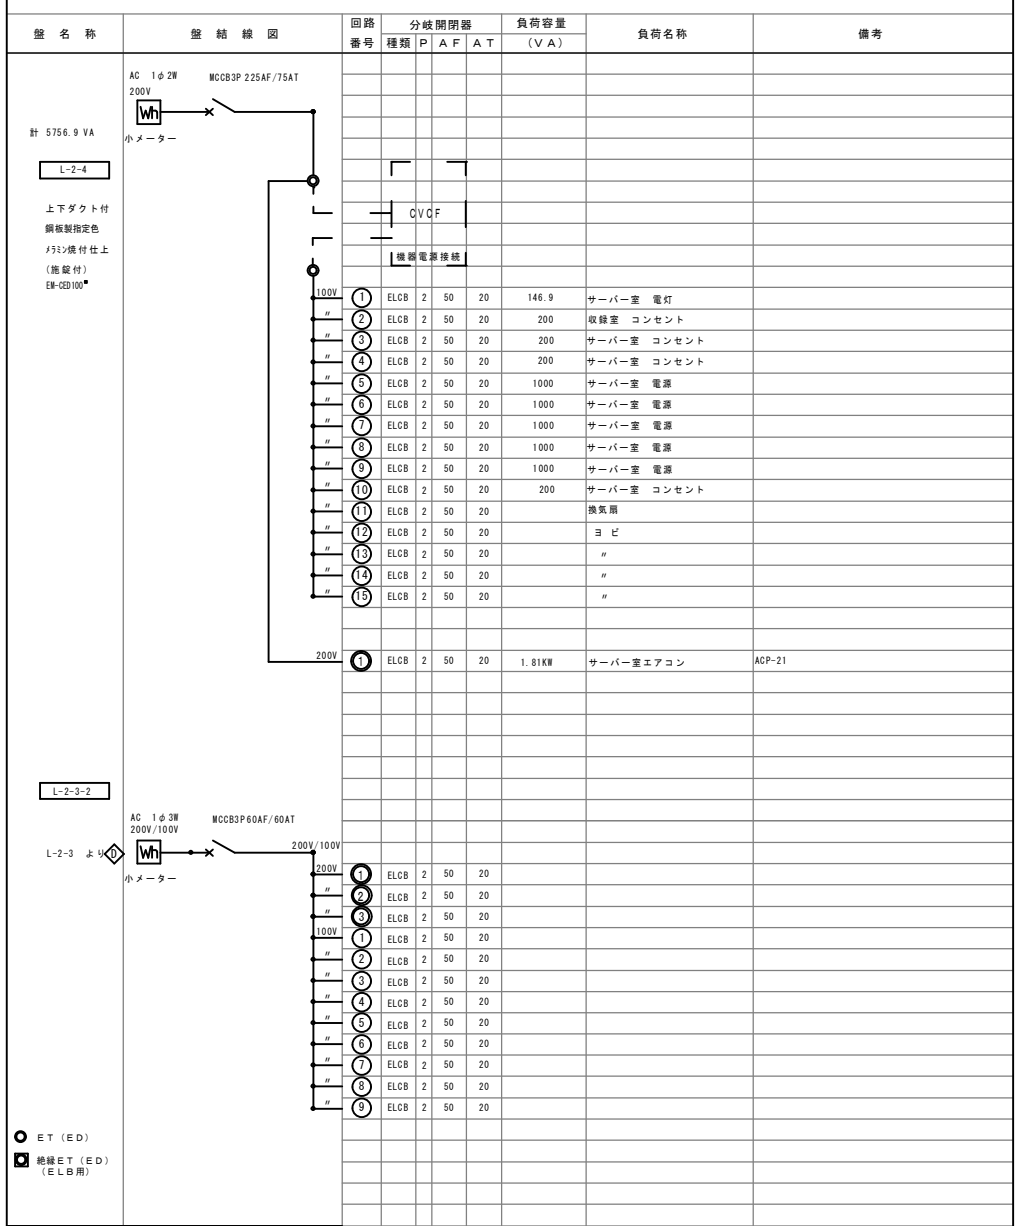 盤 名 称 盤 結 線 図 回路番号 分岐開閉器 種類 P AF AT 負荷容量 (VA) 負荷名称 備考
AC 1φ2W MCCB3P 225AF/75AT
200V
Wh
計 5756.9 VA
小メーター
L-2-4
上下ダクト付
CVCF
鋼板製指定色
メラミン焼付仕上
機器電源接続
(施錠付)
EM-CED100■
100V 1 ELCB 2 50 20 146.9 サーバー室 電灯
〃 2 ELCB 2 50 20 200 収録室 コンセント
〃 3 ELCB 2 50 20 200 サーバー室 コンセント
〃 4 ELCB 2 50 20 200 サーバー室 コンセント
〃 5 ELCB 2 50 20 1000 サーバー室 電源
〃 6 ELCB 2 50 20 1000 サーバー室 電源
〃 7 ELCB 2 50 20 1000 サーバー室 電源
〃 8 ELCB 2 50 20 1000 サーバー室 電源
〃 9 ELCB 2 50 20 1000 サーバー室 電源
〃 10 ELCB 2 50 20 200 サーバー室 コンセント
〃 11 ELCB 2 50 20 換気扇
〃 12 ELCB 2 50 20 ヨビ
〃 13 ELCB 2 50 20 〃
〃 14 ELCB 2 50 20 〃
〃 15 ELCB 2 50 20 〃
200V 1 ELCB 2 50 20 1.81KW サーバー室エアコン ACP-21
L-2-3-2
AC 1φ3W MCCB3P60AF/60AT
200V/100V
200V/100V
L-2-3 より D Wh
小メーター
200V 1 ELCB 2 50 20
〃 2 ELCB 2 50 20
〃 3 ELCB 2 50 20
100V 1 ELCB 2 50 20
〃 2 ELCB 2 50 20
〃 3 ELCB 2 50 20
〃 4 ELCB 2 50 20
〃 5 ELCB 2 50 20
〃 6 ELCB 2 50 20
〃 7 ELCB 2 50 20
〃 8 ELCB 2 50 20
〃 9 ELCB 2 50 20
ET(ED)
絶縁ET(ED)
(ELB用)